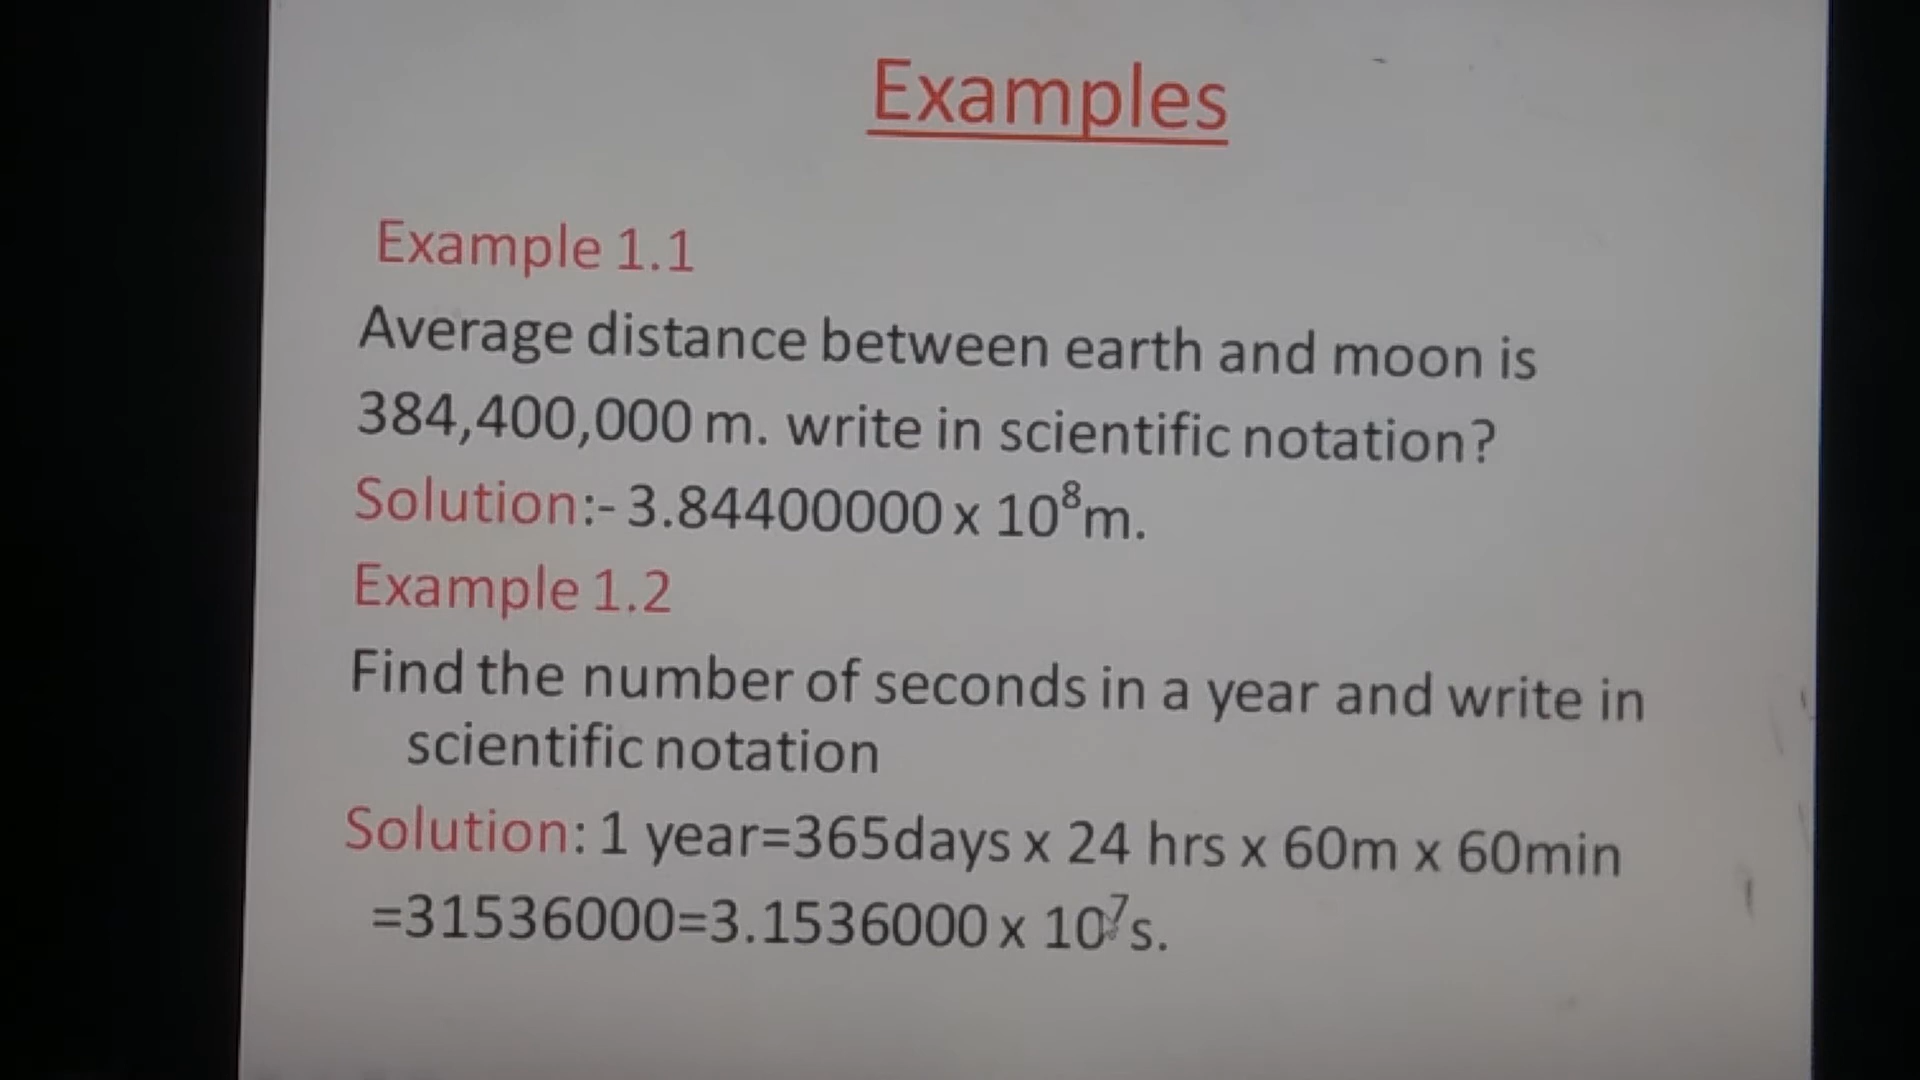 Examples
Example 1.1
Average distance between earth and moon is
384,400,000 m. write in scientific notation?
Solution:- 3.84400000 x 10⁸m.
Example 1.2
Find the number of seconds in a year and write in
scientific notation
Solution: 1 year=365days x 24 hrs x 60m x 60min
=31536000=3.1536000 x 10⁷s.